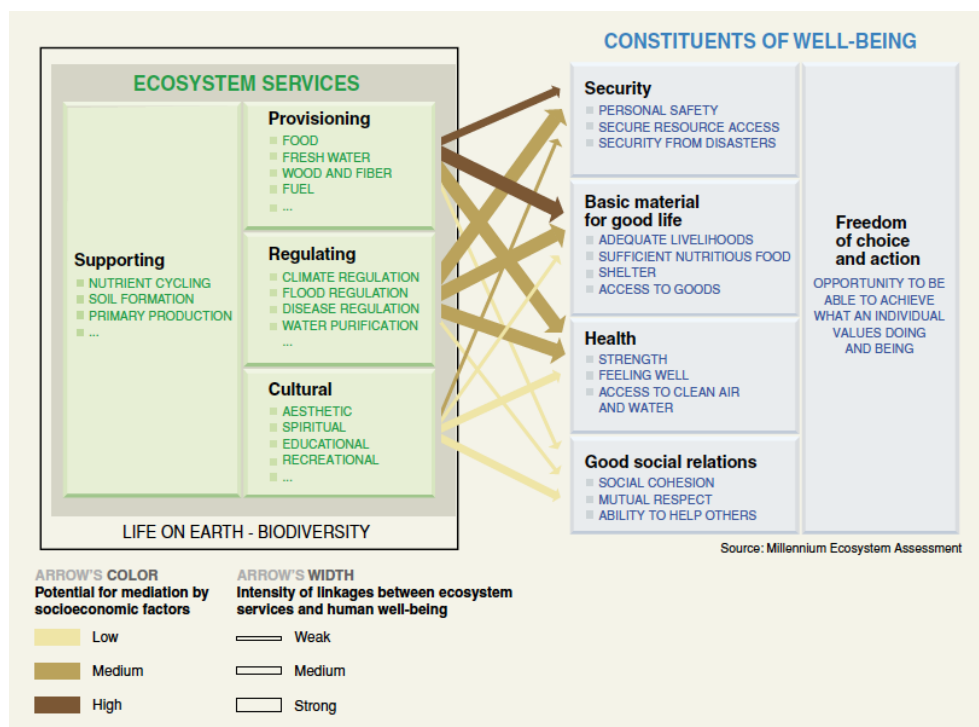 CONSTITUENTS OF WELL-BEING
ECOSYSTEM SERVICES
Supporting
NUTRIENT CYCLING
SOIL FORMATION
PRIMARY PRODUCTION
...
Provisioning
FOOD
FRESH WATER
WOOD AND FIBER
FUEL
...
Regulating
CLIMATE REGULATION
FLOOD REGULATION
DISEASE REGULATION
WATER PURIFICATION
...
Cultural
AESTHETIC
SPIRITUAL
EDUCATIONAL
RECREATIONAL
...
LIFE ON EARTH - BIODIVERSITY
Security
PERSONAL SAFETY
SECURE RESOURCE ACCESS
SECURITY FROM DISASTERS
Basic material
for good life
ADEQUATE LIVELIHOODS
SUFFICIENT NUTRITIOUS FOOD
SHELTER
ACCESS TO GOODS
Health
STRENGTH
FEELING WELL
ACCESS TO CLEAN AIR
AND WATER
Good social relations
SOCIAL COHESION
MUTUAL RESPECT
ABILITY TO HELP OTHERS
Freedom
of choice
and action
OPPORTUNITY TO BE
ABLE TO ACHIEVE
WHAT AN INDIVIDUAL
VALUES DOING
AND BEING
Source: Millennium Ecosystem Assessment
ARROW'S COLOR
Potential for mediation by
socioeconomic factors
Low
Medium
High
ARROW'S WIDTH
Intensity of linkages between ecosystem
services and human well-being
Weak
Medium
Strong